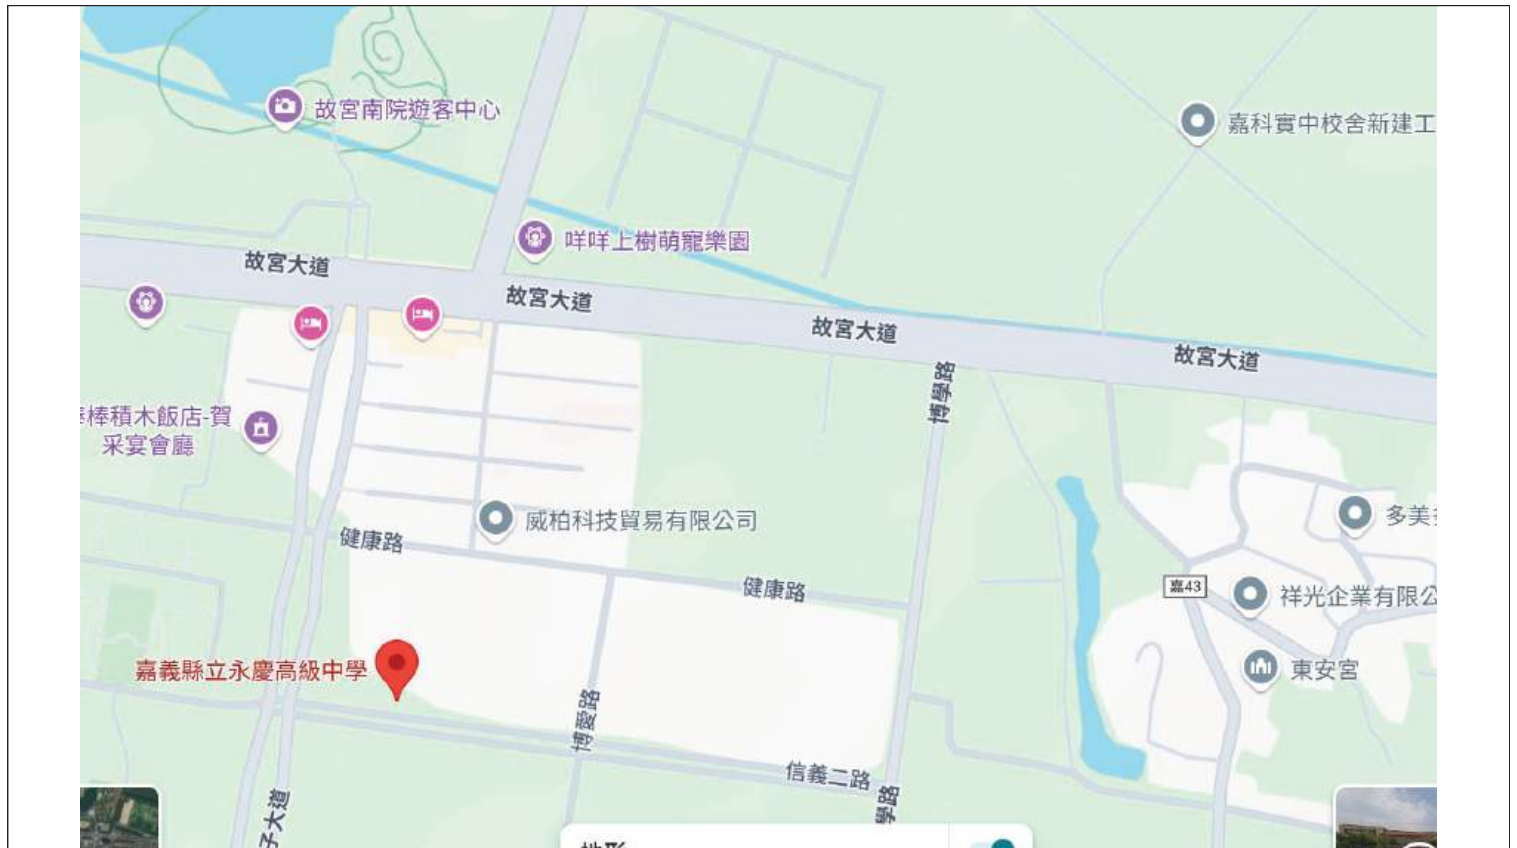 故宮南院遊客中心
嘉科實中校舍新建工
咩咩上樹萌寵樂園
故宮大道
故宮大道
故宮大道
故宮大道
博學路
棒積木飯店-賀
采宴會廳
威柏科技貿易有限公司
多美
健康路
健康路
嘉43
祥光企業有限公
嘉義縣立永慶高級中學
東安宮
博愛路
信義二路
學路
子大道